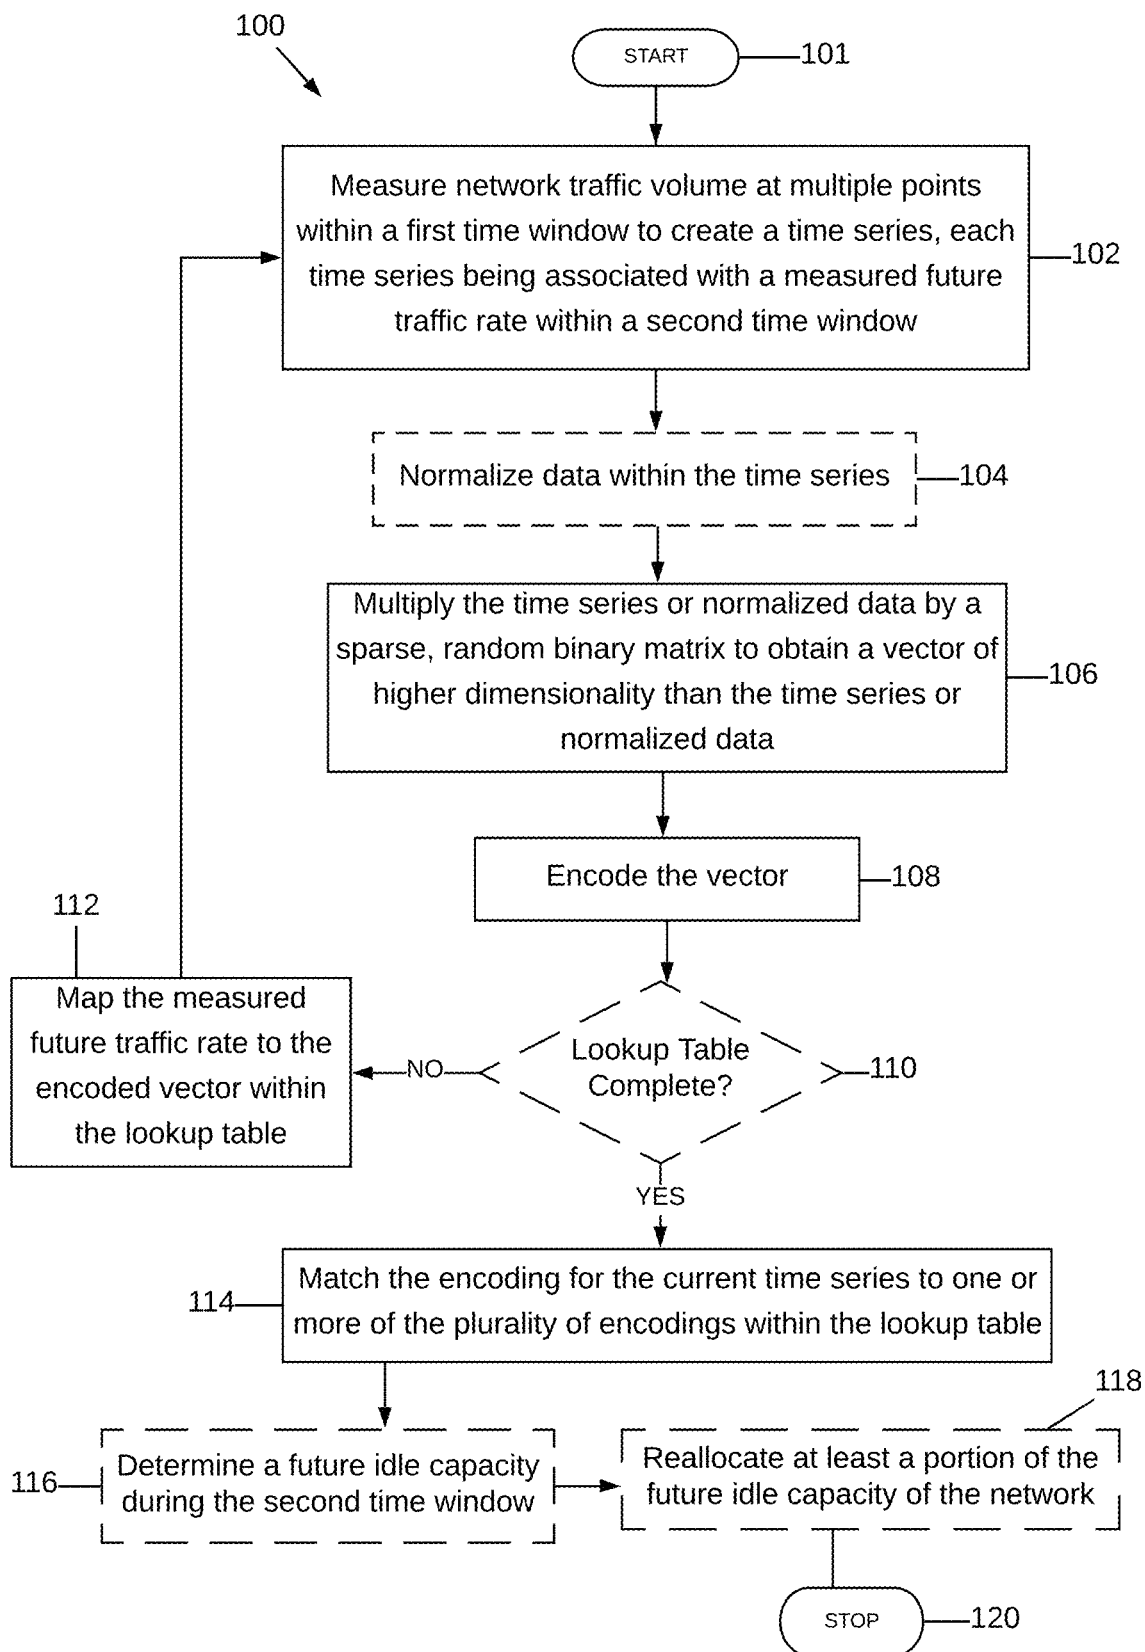 100
START
101
Measure network traffic volume at multiple points
within a first time window to create a time series, each
time series being associated with a measured future
traffic rate within a second time window
102
Normalize data within the time series
104
Multiply the time series or normalized data by a
sparse, random binary matrix to obtain a vector of
higher dimensionality than the time series or
normalized data
106
Encode the vector
108
112
Map the measured
future traffic rate to the
encoded vector within
the lookup table
NO
Lookup Table
Complete?
110
YES
114
Match the encoding for the current time series to one or
more of the plurality of encodings within the lookup table
116
Determine a future idle capacity
during the second time window
118
Reallocate at least a portion of the
future idle capacity of the network
STOP
120